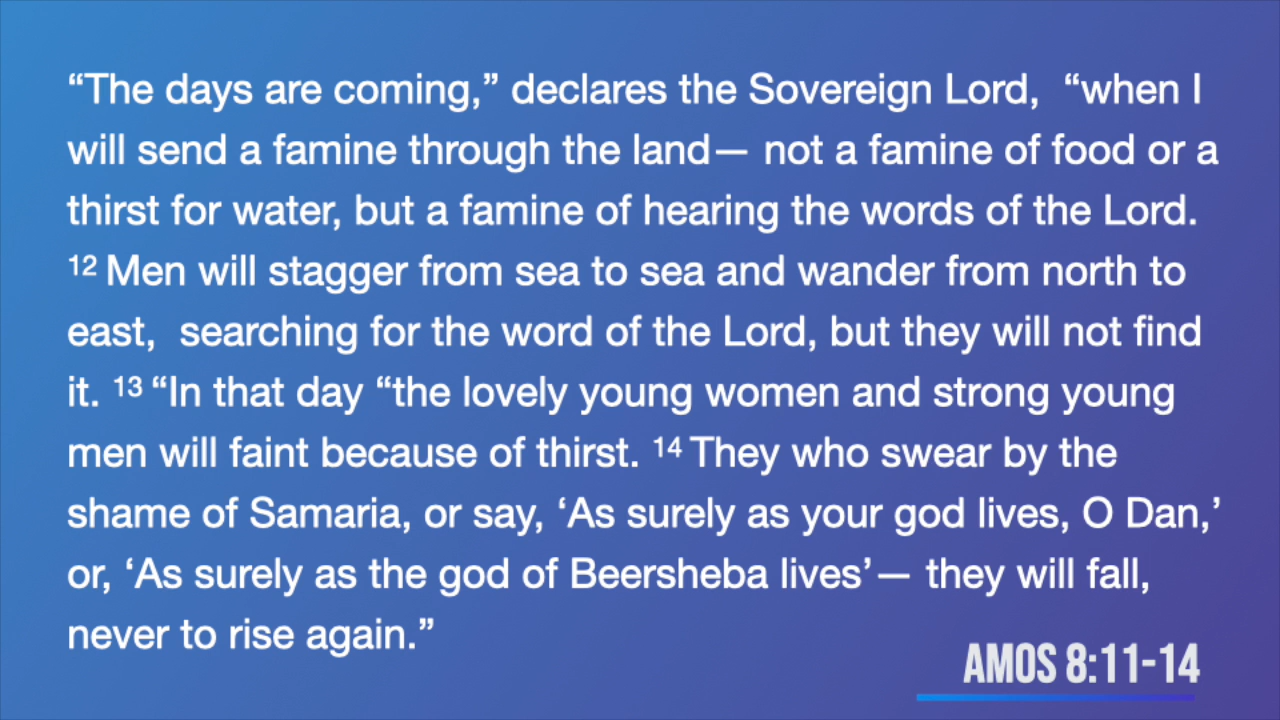 “The days are coming,” declares the Sovereign Lord,  “when I
will send a famine through the land— not a famine of food or a
thirst for water, but a famine of hearing the words of the Lord.
12 Men will stagger from sea to sea and wander from north to
east,  searching for the word of the Lord, but they will not find
it. 13 “In that day “the lovely young women and strong young
men will faint because of thirst. 14 They who swear by the
shame of Samaria, or say, ‘As surely as your god lives, O Dan,’
or, ‘As surely as the god of Beersheba lives’— they will fall,
never to rise again.”
AMOS 8:11-14